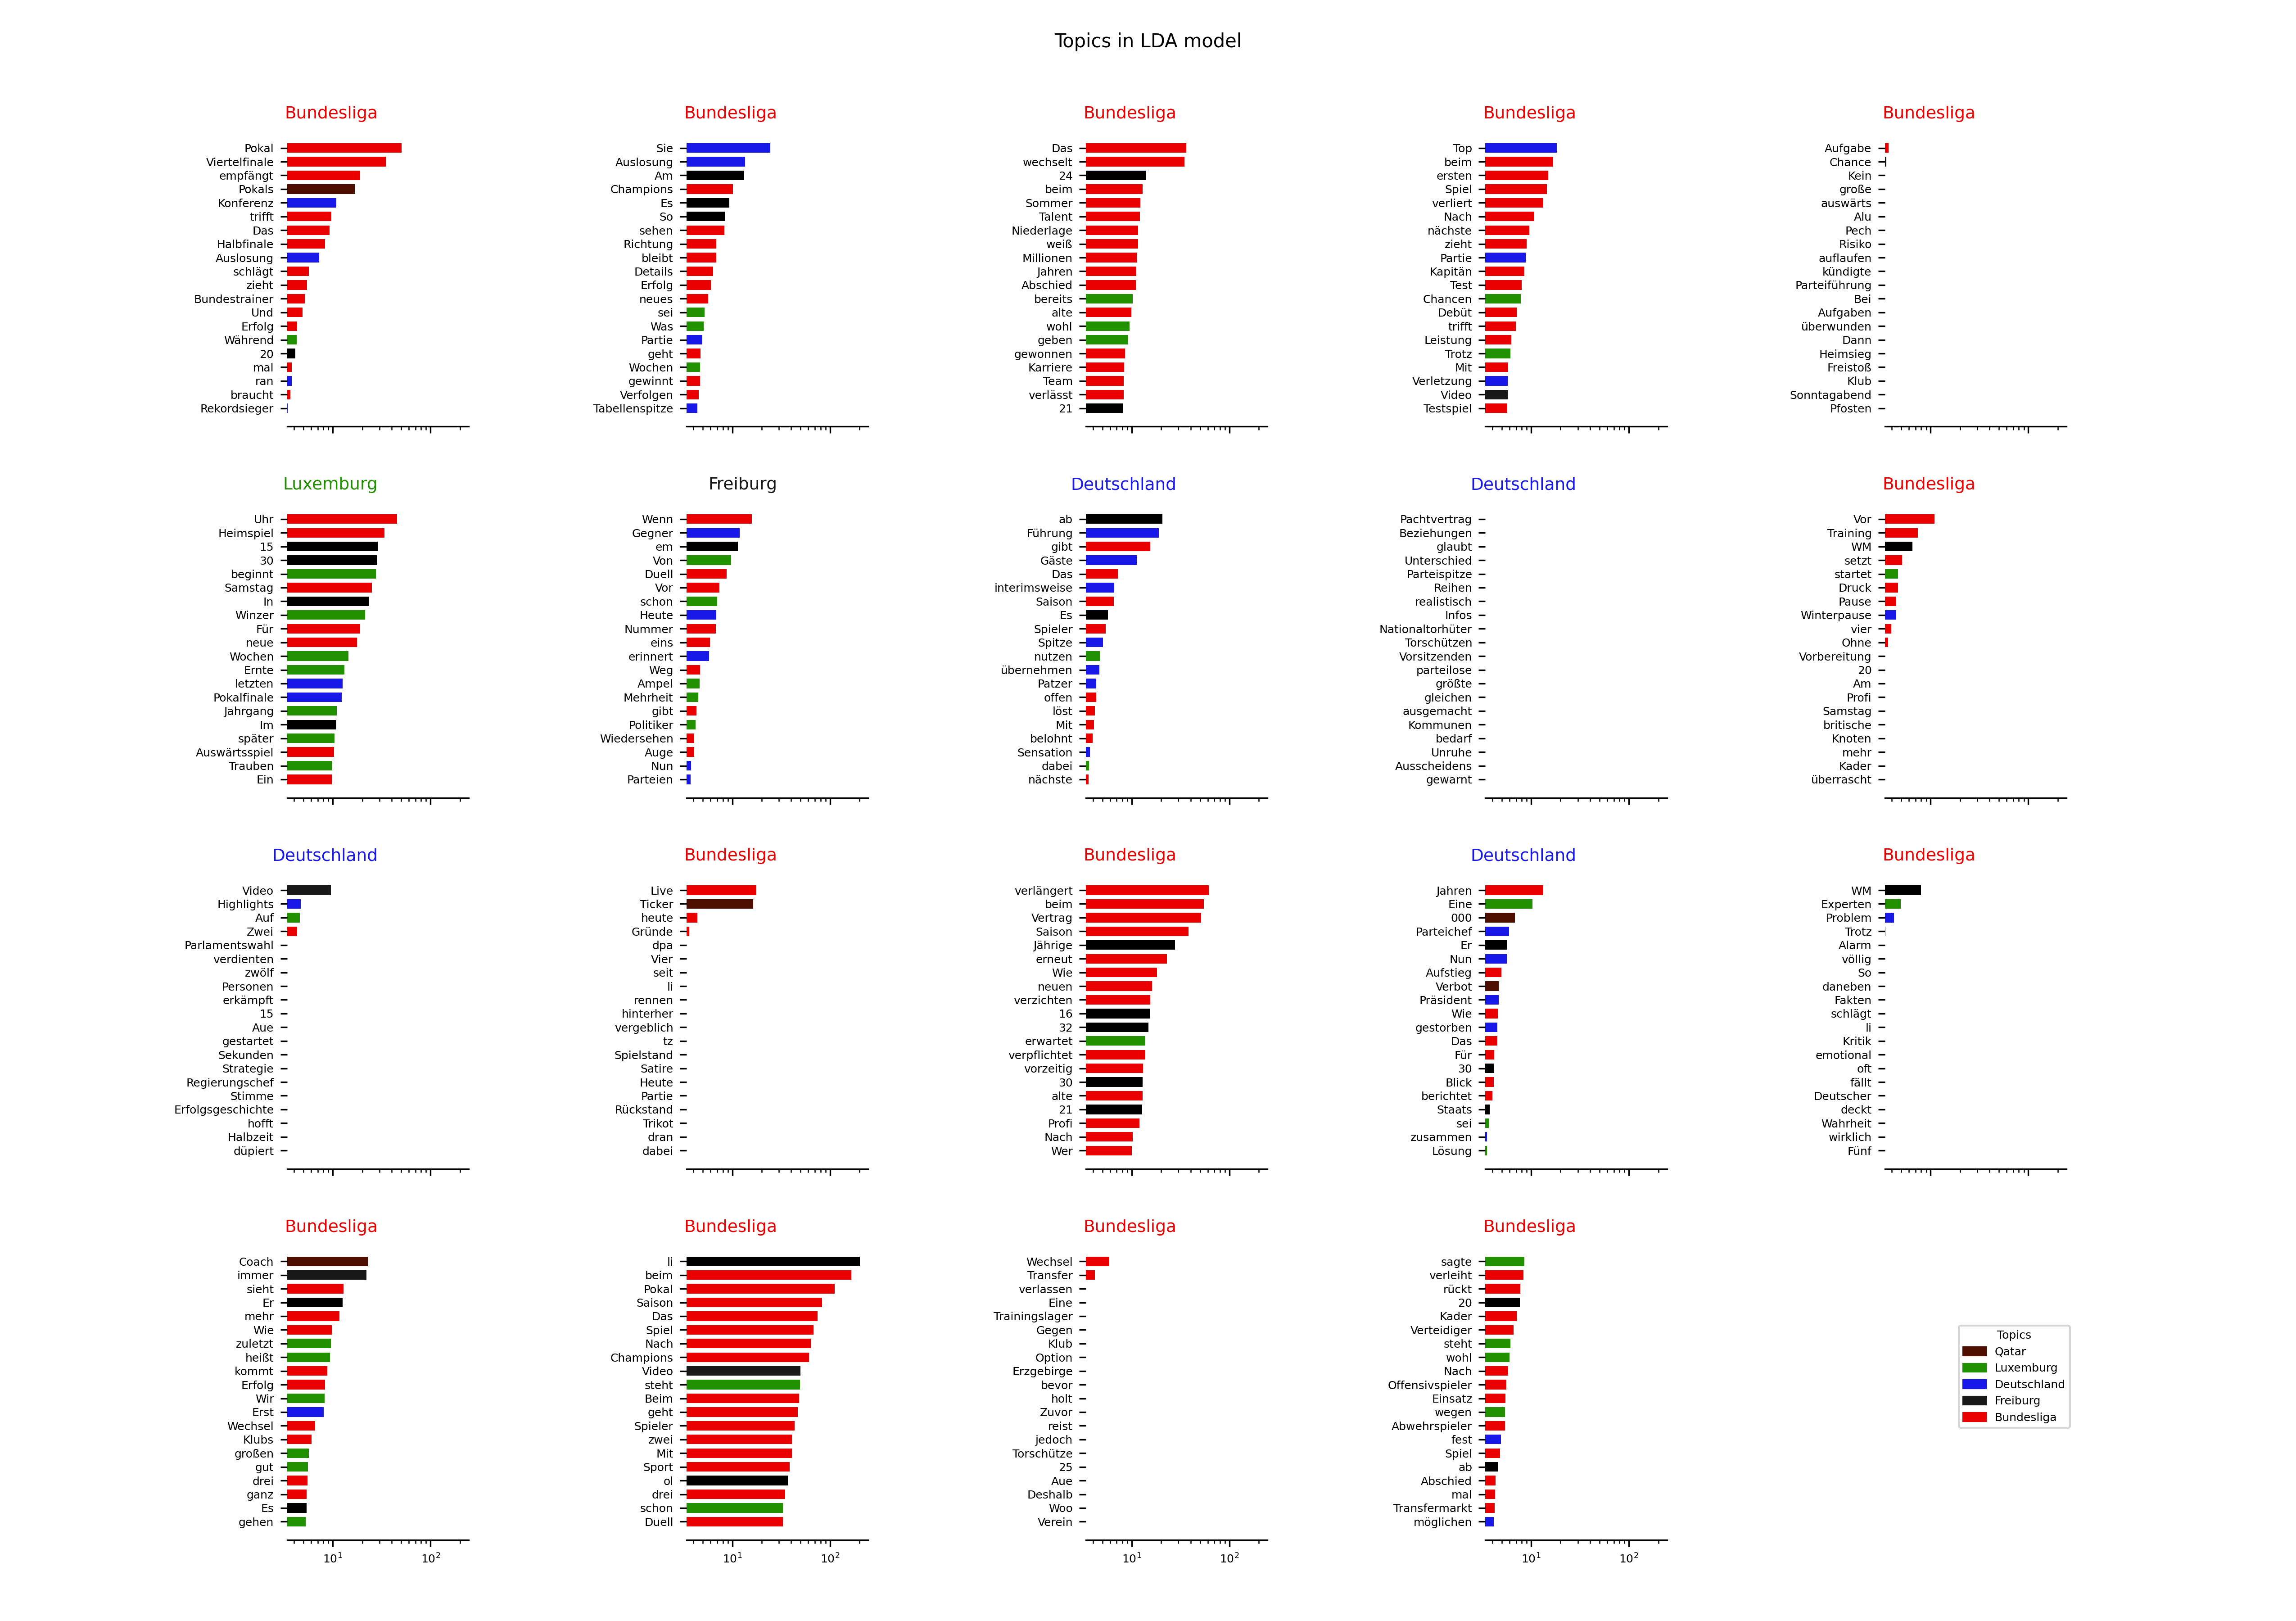 Topics in LDA model
Bundesliga
Pokal
Viertelfinale
empfängt
Pokals
Konferenz
trifft
Das
Halbfinale
Auslosung
schlägt
zieht
Bundestrainer
Und
Erfolg
Während
20
mal
ran
braucht
Rekordsieger
Bundesliga
Sie
Auslosung
Am
Champions
Es
So
sehen
Richtung
bleibt
Details
Erfolg
neues
sei
Was
Partie
geht
Wochen
gewinnt
Verfolgen
Tabellenspitze
Bundesliga
Das
wechselt
24
beim
Sommer
Talent
Niederlage
weiß
Millionen
Jahren
Abschied
bereits
alte
wohl
geben
gewonnen
Karriere
Team
verlässt
21
Bundesliga
Top
beim
ersten
Spiel
verliert
Nach
nächste
zieht
Partie
Kapitän
Test
Chancen
Debüt
trifft
Leistung
Trotz
Mit
Verletzung
Video
Testspiel
Bundesliga
Aufgabe
Chance
Kein
große
auswärts
Alu
Pech
Risiko
auflaufen
kündigte
Parteiführung
Bei
Aufgaben
überwunden
Dann
Heimsieg
Freistoß
Klub
Sonntagabend
Pfosten
Luxemburg
Uhr
Heimspiel
15
30
beginnt
Samstag
In
Winzer
Für
neue
Wochen
Ernte
letzten
Pokalfinale
Jahrgang
Im
später
Auswärtsspiel
Trauben
Ein
Freiburg
Wenn
Gegner
em
Von
Duell
Vor
schon
Heute
Nummer
eins
erinnert
Weg
Ampel
Mehrheit
gibt
Politiker
Wiedersehen
Auge
Nun
Parteien
Deutschland
ab
Führung
gibt
Gäste
Das
interimsweise
Saison
Es
Spieler
Spitze
nutzen
übernehmen
Patzer
offen
löst
Mit
belohnt
Sensation
dabei
nächste
Deutschland
Pachtvertrag
Beziehungen
glaubt
Unterschied
Parteispitze
Reihen
realistisch
Infos
Nationaltorhüter
Torschützen
Vorsitzenden
parteilose
größte
gleichen
ausgemacht
Kommunen
bedarf
Unruhe
Ausscheidens
gewarnt
Bundesliga
Vor
Training
WM
setzt
startet
Druck
Pause
Winterpause
vier
Ohne
Vorbereitung
20
Am
Profi
Samstag
britische
Knoten
mehr
Kader
überrascht
Deutschland
Video
Highlights
Auf
Zwei
Parlamentswahl
verdienten
zwölf
Personen
erkämpft
15
Aue
gestartet
Sekunden
Strategie
Regierungschef
Stimme
Erfolgsgeschichte
hofft
Halbzeit
düpiert
Bundesliga
Live
Ticker
heute
Gründe
dpa
Vier
seit
li
rennen
hinterher
vergeblich
tz
Spielstand
Satire
Heute
Partie
Rückstand
Trikot
dran
dabei
Bundesliga
verlängert
beim
Vertrag
Saison
Jährige
erneut
Wie
neuen
verzichten
16
32
erwartet
verpflichtet
vorzeitig
30
alte
21
Profi
Nach
Wer
Deutschland
Jahren
Eine
000
Parteichef
Er
Nun
Aufstieg
Verbot
Präsident
Wie
gestorben
Das
Für
30
Blick
berichtet
Staats
sei
zusammen
Lösung
Bundesliga
WM
Experten
Problem
Trotz
Alarm
völlig
So
daneben
Fakten
schlägt
li
Kritik
emotional
oft
fällt
Deutscher
deckt
Wahrheit
wirklich
Fünf
Bundesliga
Coach
immer
sieht
Er
mehr
Wie
zuletzt
heißt
kommt
Erfolg
Wir
Erst
Wechsel
Klubs
großen
gut
drei
ganz
Es
gehen
10¹ 10²
Bundesliga
li
beim
Pokal
Saison
Das
Spiel
Nach
Champions
Video
steht
Beim
geht
Spieler
zwei
Mit
Sport
ol
drei
schon
Duell
10¹ 10²
Bundesliga
Wechsel
Transfer
verlassen
Eine
Trainingslager
Gegen
Klub
Option
Erzgebirge
bevor
holt
Zuvor
reist
jedoch
Torschütze
25
Aue
Deshalb
Woo
Verein
10¹ 10²
Bundesliga
sagte
verleiht
rückt
20
Kader
Verteidiger
steht
wohl
Nach
Offensivspieler
Einsatz
wegen
Abwehrspieler
fest
Spiel
ab
Abschied
mal
Transfermarkt
möglichen
10¹ 10²
Topics
Qatar
Luxemburg
Deutschland
Freiburg
Bundesliga